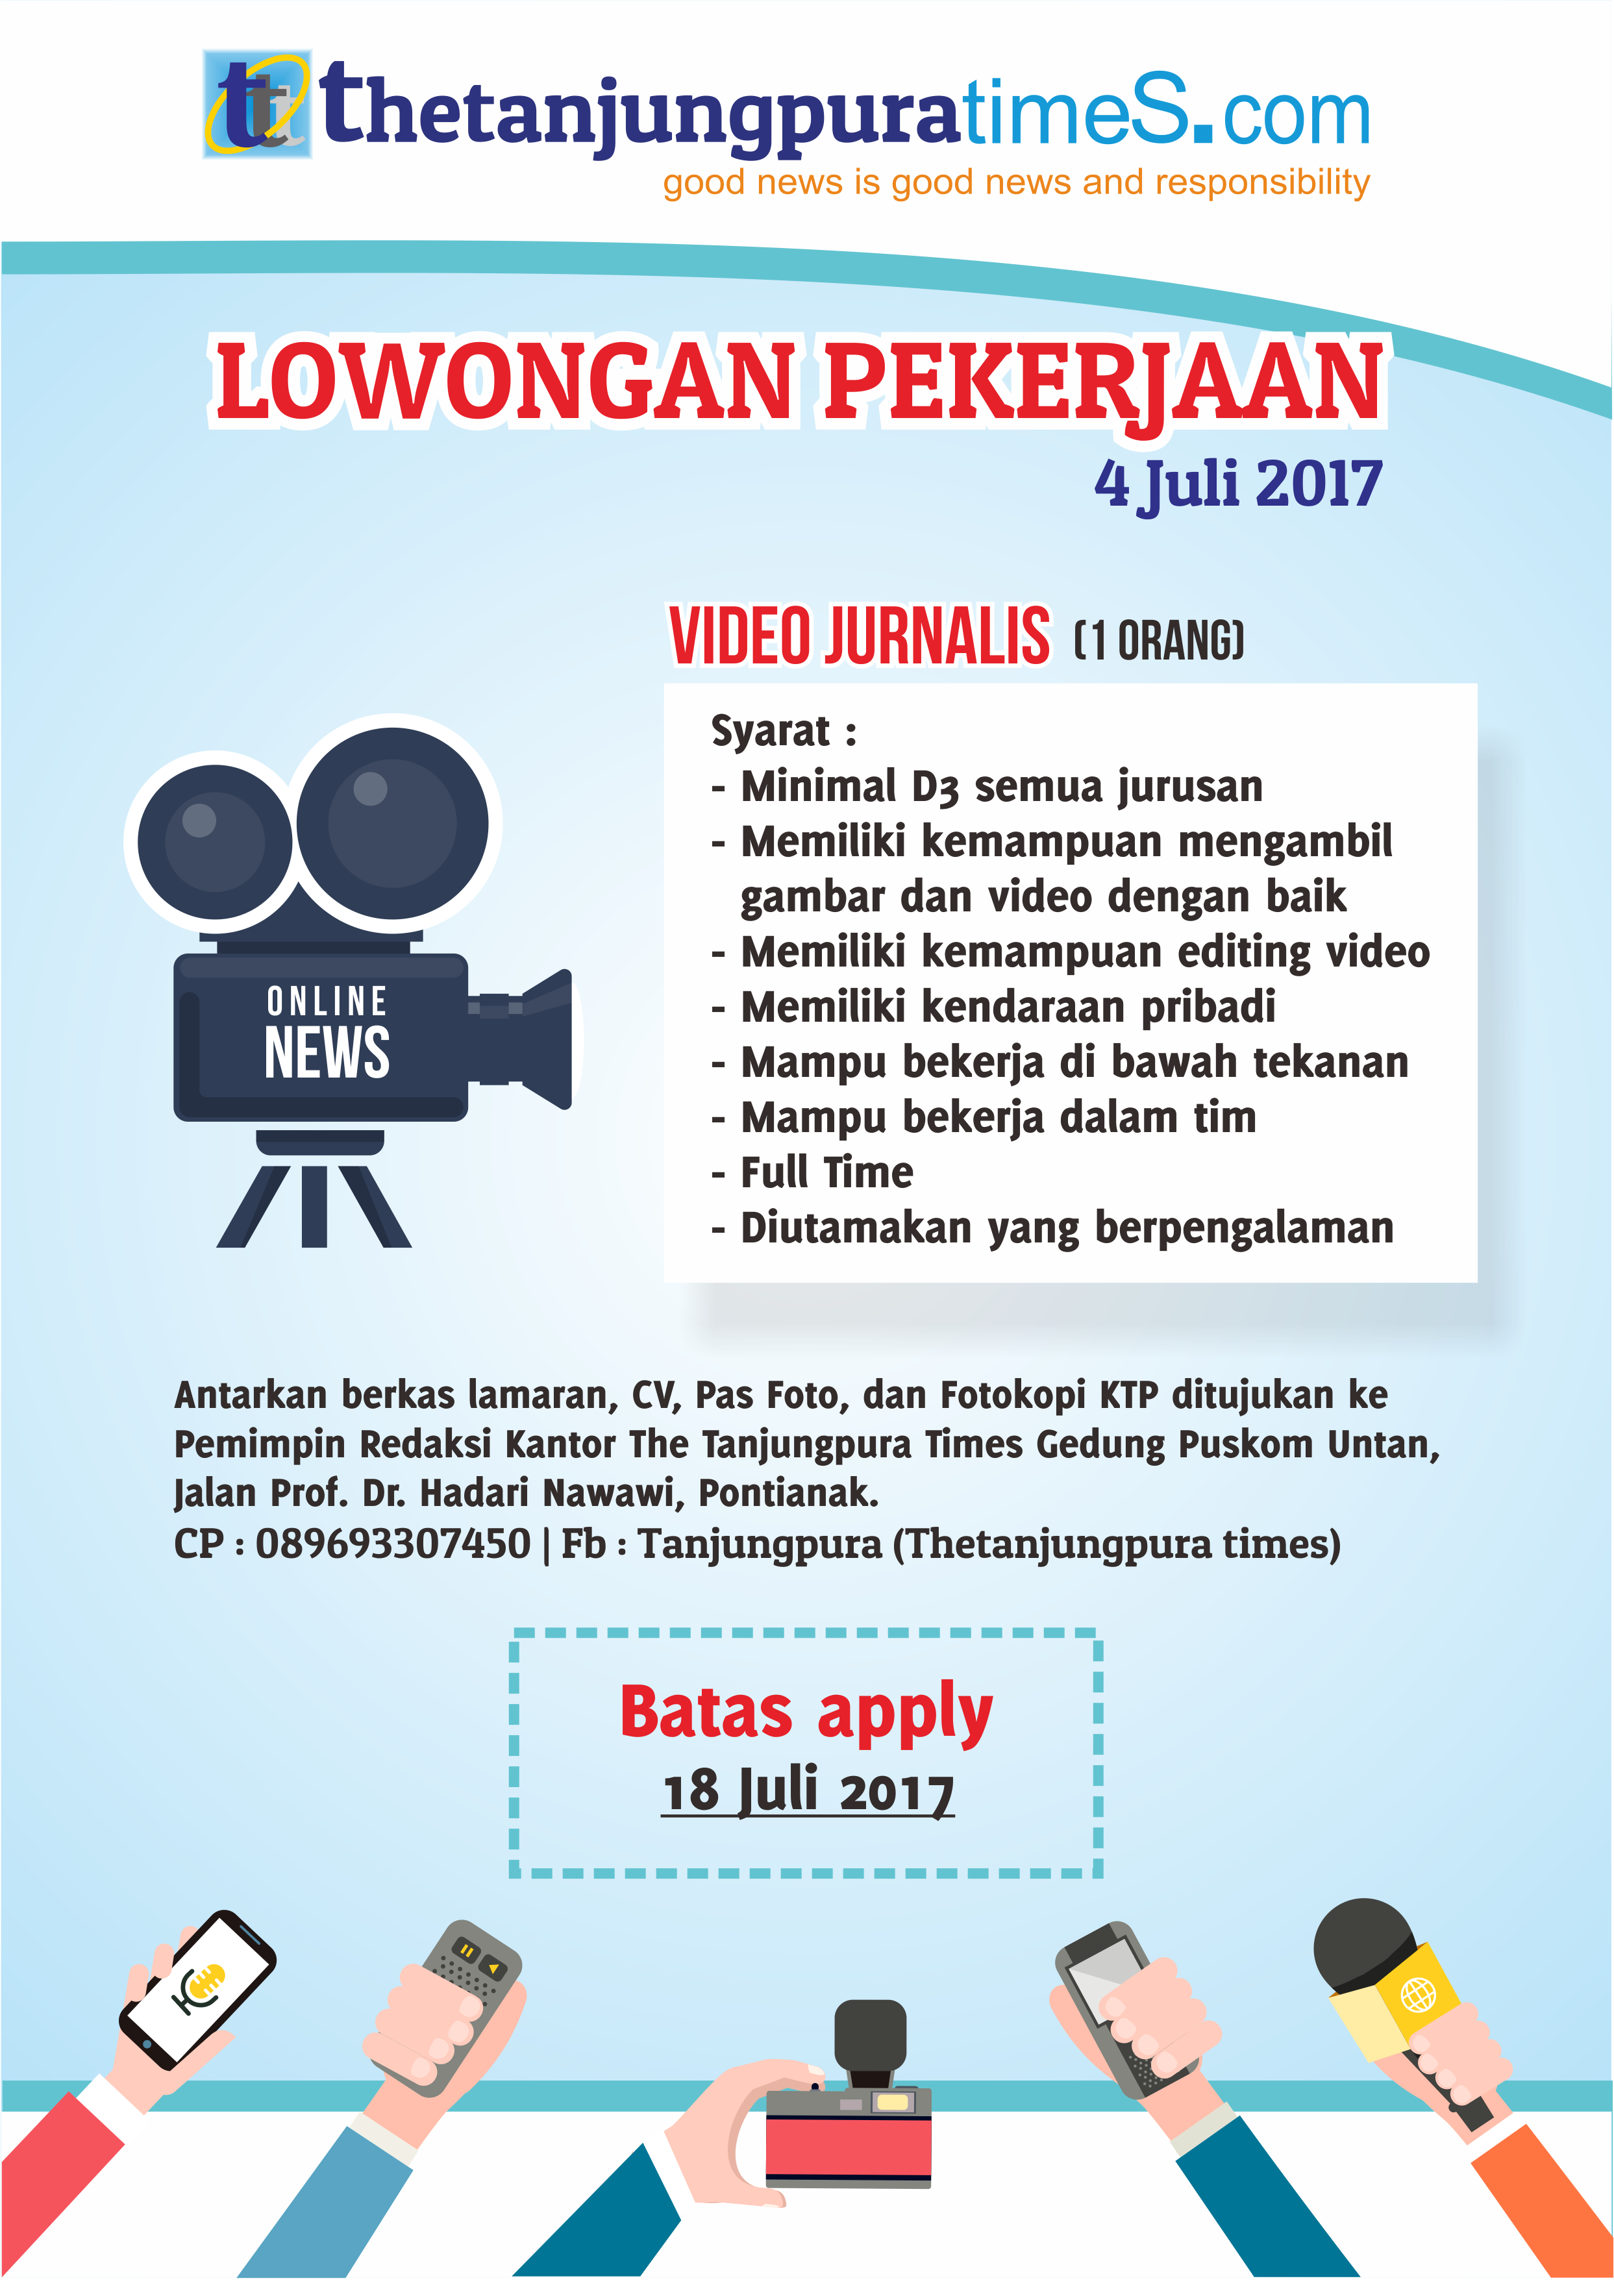 ttt thetanjungpuratimeS.com
good news is good news and responsibility
LOWONGAN PEKERJAAN
4 Juli 2017
VIDEO JURNALIS (1 ORANG)
Syarat :
- Minimal D3 semua jurusan
- Memiliki kemampuan mengambil
gambar dan video dengan baik
- Memiliki kemampuan editing video
- Memiliki kendaraan pribadi
- Mampu bekerja di bawah tekanan
- Mampu bekerja dalam tim
- Full Time
- Diutamakan yang berpengalaman
ONLINE
NEWS
Antarkan berkas lamaran, CV, Pas Foto, dan Fotokopi KTP ditujukan ke
Pemimpin Redaksi Kantor The Tanjungpura Times Gedung Puskom Untan,
Jalan Prof. Dr. Hadari Nawawi, Pontianak.
CP : 089693307450 | Fb : Tanjungpura (Thetanjungpura times)
Batas apply
18 Juli 2017